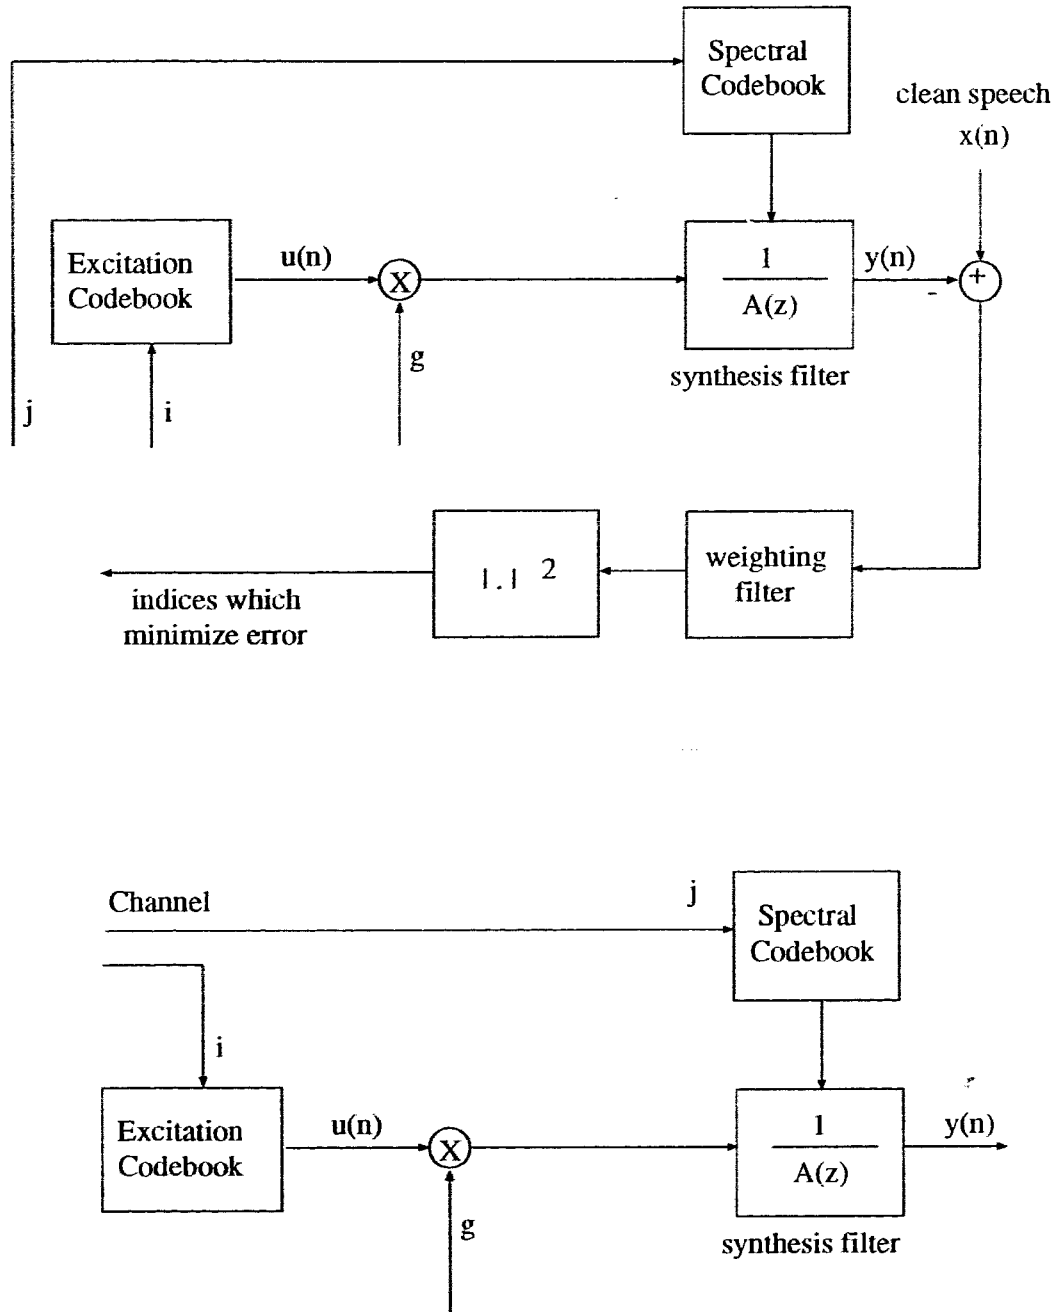 Spectral
Codebook
clean speech
x(n)
Excitation
Codebook
u(n)
X
g
1
A(z)
y(n)
+
-
synthesis filter
j
i
|.| 2
weighting
filter
indices which
minimize error
Channel
j
Spectral
Codebook
i
Excitation
Codebook
u(n)
X
g
1
A(z)
y(n)
synthesis filter